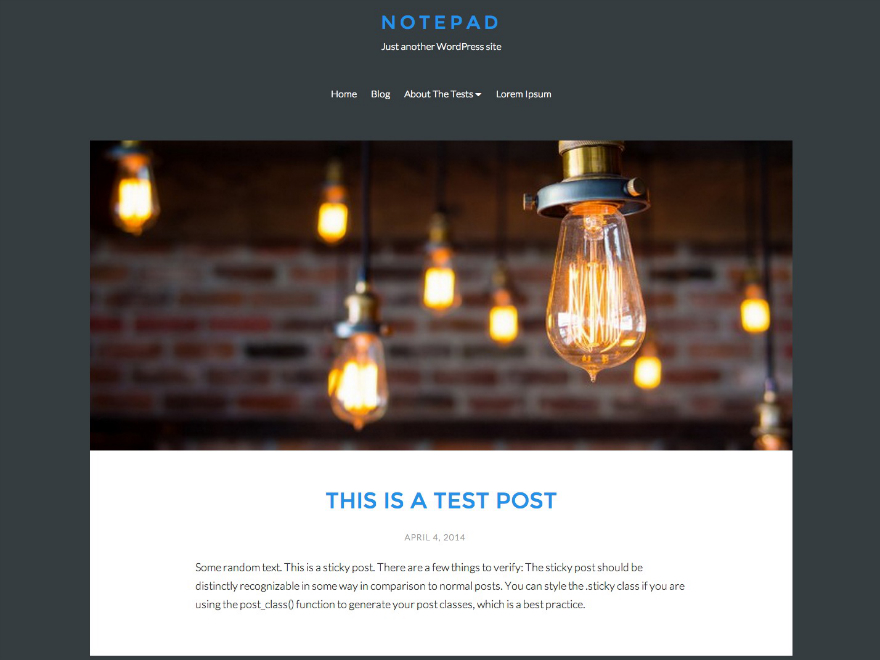 NOTEPAD
Just another WordPress site
Home Blog About The Tests Lorem Ipsum
THIS IS A TEST POST
APRIL 4, 2014
Some random text. This is a sticky post. There are a few things to verify: The sticky post should be
distinctly recognizable in some way in comparison to normal posts. You can style the .sticky class if you are
using the post_class() function to generate your post classes, which is a best practice.